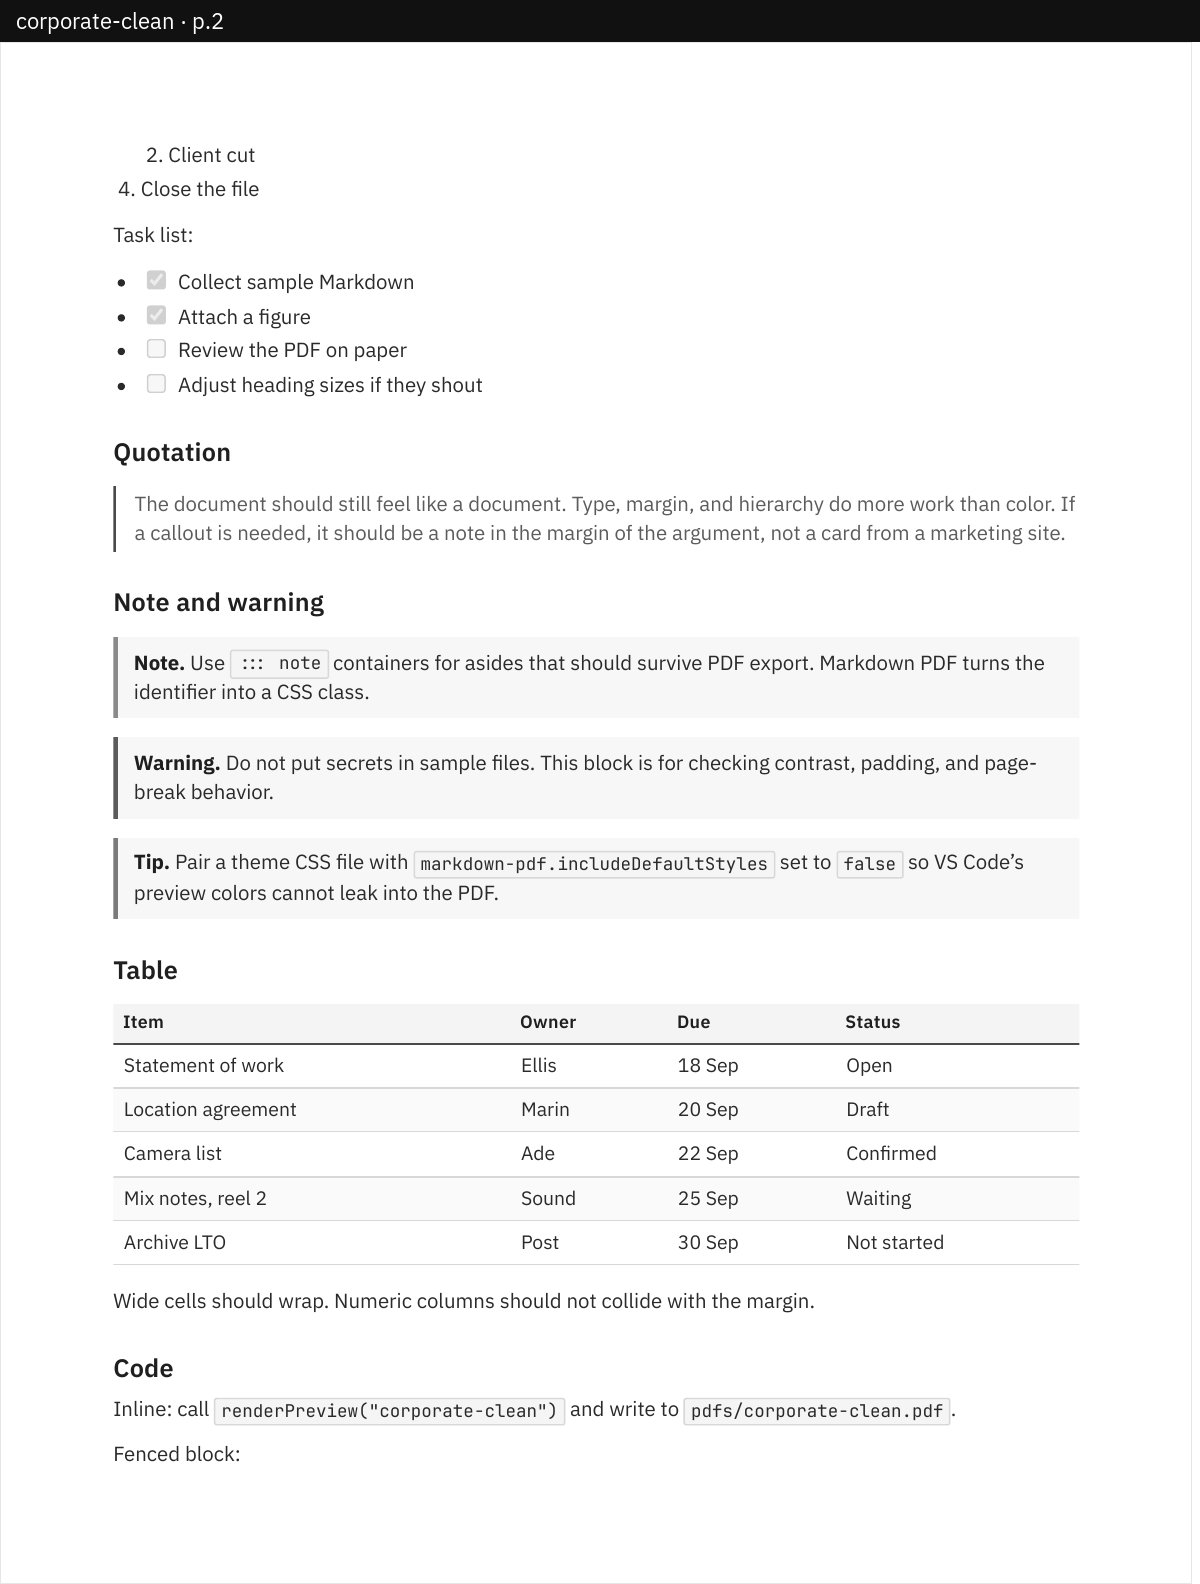 corporate-clean · p.2
2. Client cut
4. Close the file
Task list:
• Collect sample Markdown
• Attach a figure
• Review the PDF on paper
• Adjust heading sizes if they shout
Quotation
The document should still feel like a document. Type, margin, and hierarchy do more work than color. If
a callout is needed, it should be a note in the margin of the argument, not a card from a marketing site.
Note and warning
Note. Use ::: note containers for asides that should survive PDF export. Markdown PDF turns the
identifier into a CSS class.
Warning. Do not put secrets in sample files. This block is for checking contrast, padding, and page-
break behavior.
Tip. Pair a theme CSS file with markdown-pdf.includeDefaultStyles set to false so VS Code’s
preview colors cannot leak into the PDF.
Table
Item Owner Due Status
Statement of work Ellis 18 Sep Open
Location agreement Marin 20 Sep Draft
Camera list Ade 22 Sep Confirmed
Mix notes, reel 2 Sound 25 Sep Waiting
Archive LTO Post 30 Sep Not started
Wide cells should wrap. Numeric columns should not collide with the margin.
Code
Inline: call renderPreview("corporate-clean") and write to pdfs/corporate-clean.pdf.
Fenced block: